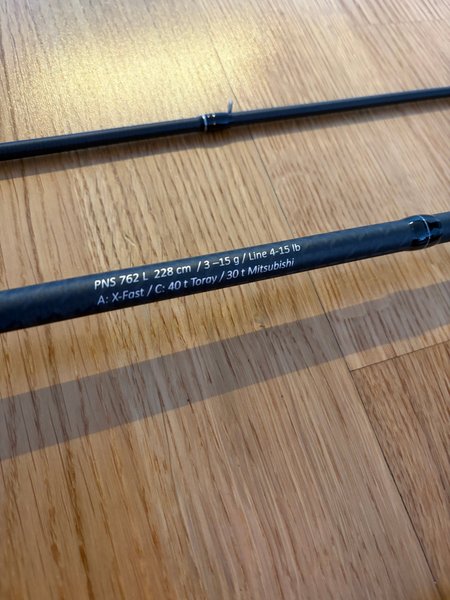 PNS 762 L 228 cm / 3 –15 g / Line 4-15 lb
A: X-Fast / C: 40 t Toray / 30 t Mitsubishi